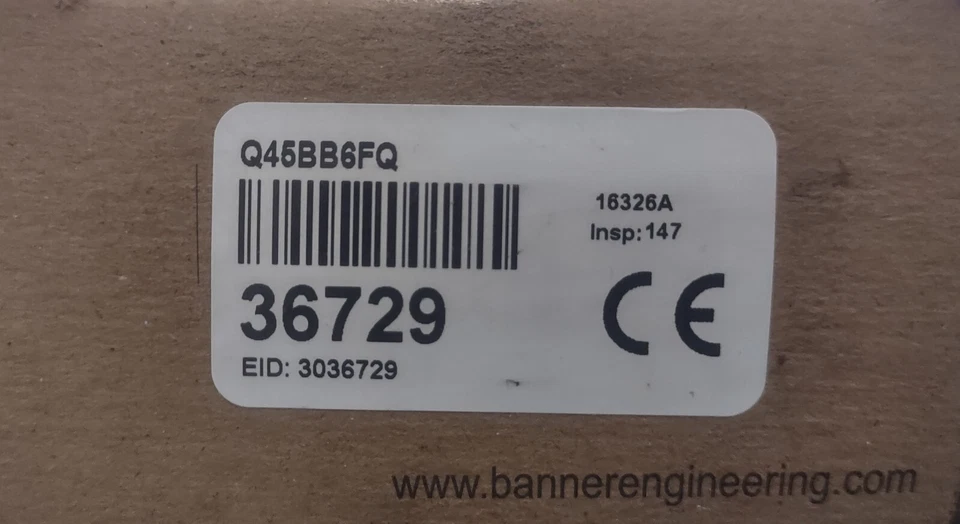 Q45BB6FQ
16326A
Insp: 147
36729
CE
EID: 3036729
www.bannerengineering.com